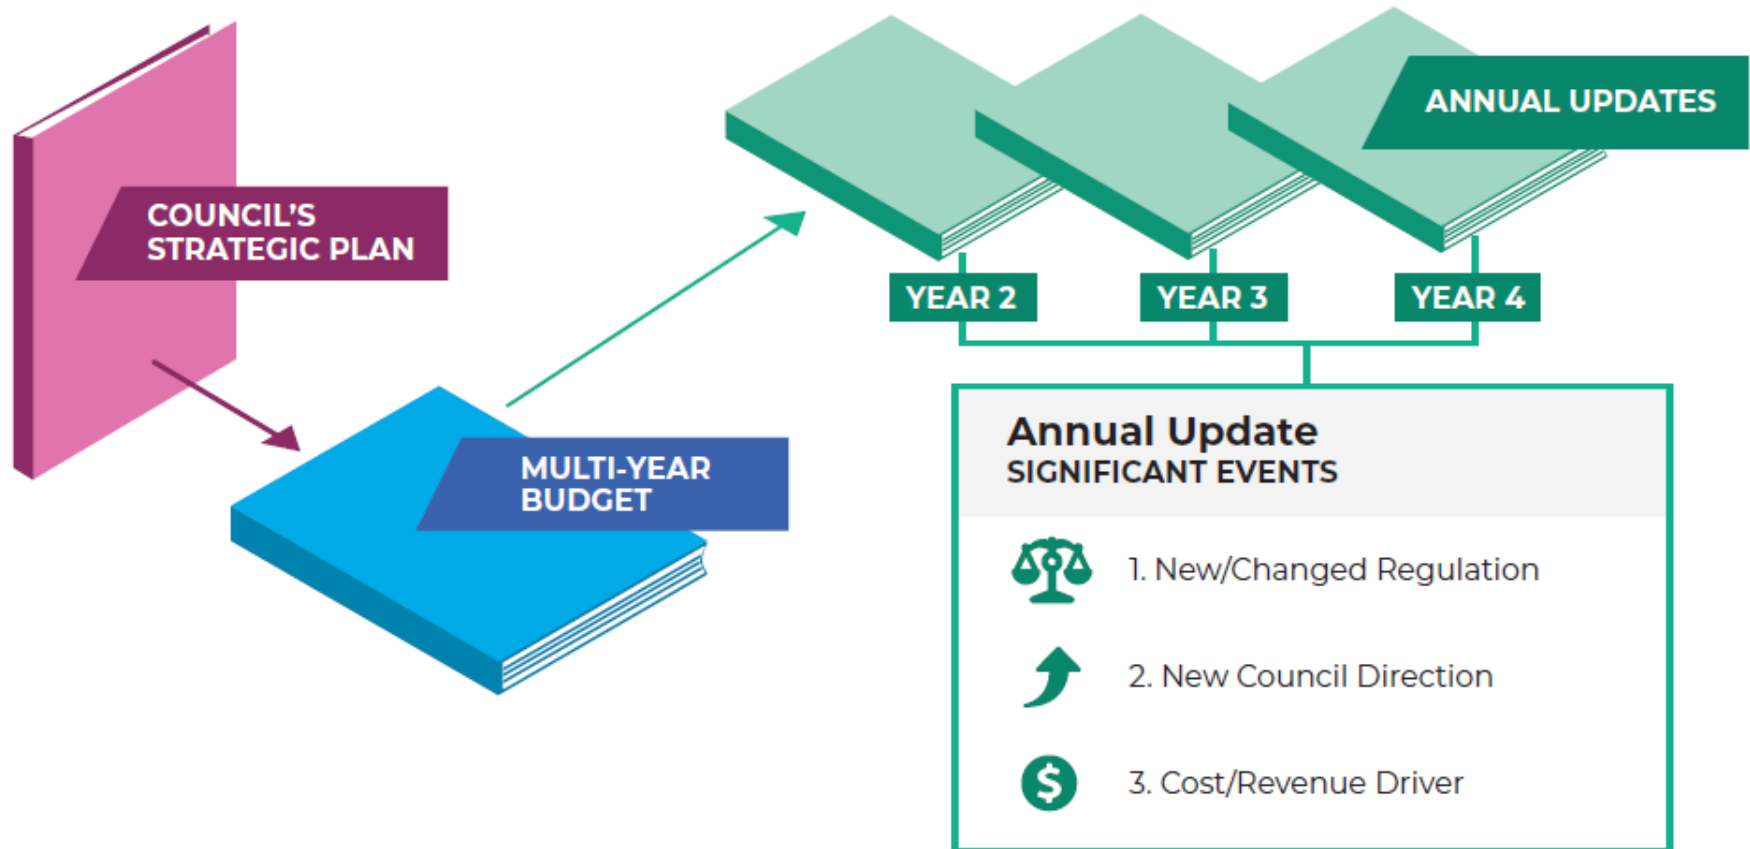 COUNCIL'S
STRATEGIC PLAN
MULTI-YEAR
BUDGET
ANNUAL UPDATES
YEAR 2
YEAR 3
YEAR 4
Annual Update
SIGNIFICANT EVENTS
1. New/Changed Regulation
2. New Council Direction
$
3. Cost/Revenue Driver